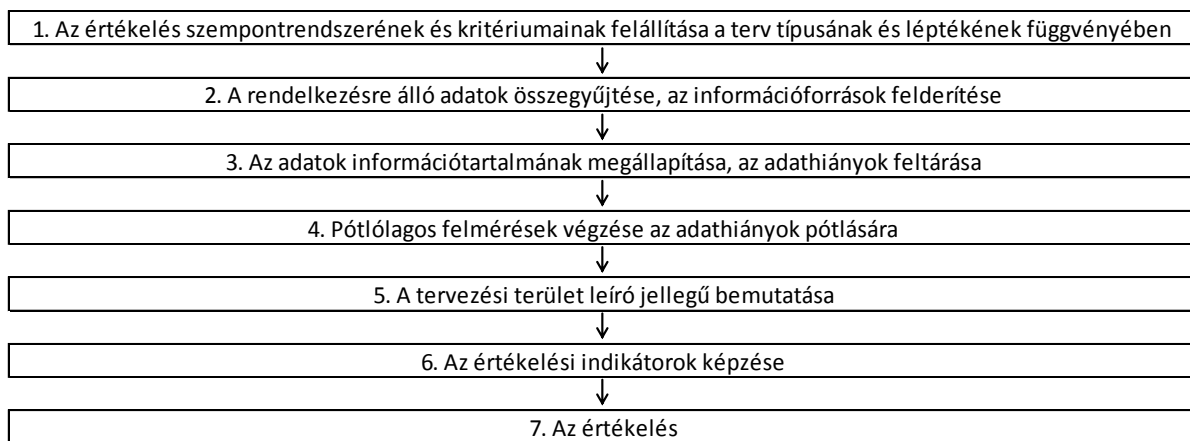 1. Az értékelés szempontrendszerének és kritériumainak felállítása a terv típusának és léptékének függvényében
2. A rendelkezésre álló adatok összegyűjtése, az információforrások felderítése
3. Az adatok információtartalmának megállapítása, az adathiányok feltárása
4. Pótlólagos felmérések végzése az adathiányok pótlására
5. A tervezési terület leíró jellegű bemutatása
6. Az értékelési indikátorok képzése
7. Az értékelés